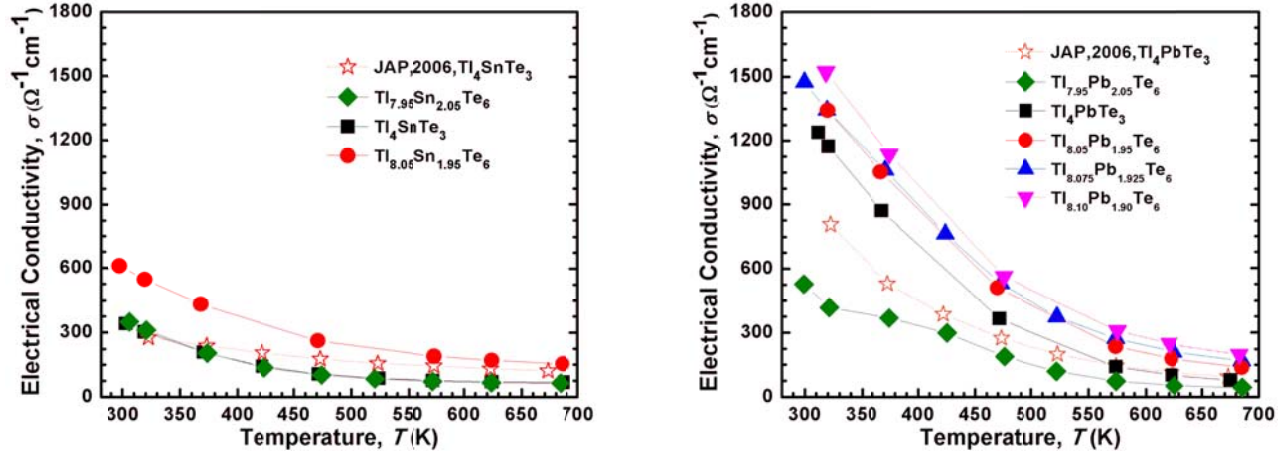 1800
1500
1200
900
600
300
0
Electrical Conductivity, σ (Ω⁻¹cm⁻¹)
JAP,2006,Tl₄SnTe₃
Tl₇.₉₅Sn₂.₀₅Te₆
Tl₄SnTe₃
Tl₈.₀₅Sn₁.₉₅Te₆
300 350 400 450 500 550 600 650 700
Temperature, T (K)
1800
1500
1200
900
600
300
0
Electrical Conductivity, σ (Ω⁻¹cm⁻¹)
JAP,2006,Tl₄PbTe₃
Tl₇.₉₅Pb₂.₀₅Te₆
Tl₄PbTe₃
Tl₈.₀₅Pb₁.₉₅Te₆
Tl₈.₀₇₅Pb₁.₉₂₅Te₆
Tl₈.₁₀Pb₁.₉₀Te₆
300 350 400 450 500 550 600 650 700
Temperature, T (K)